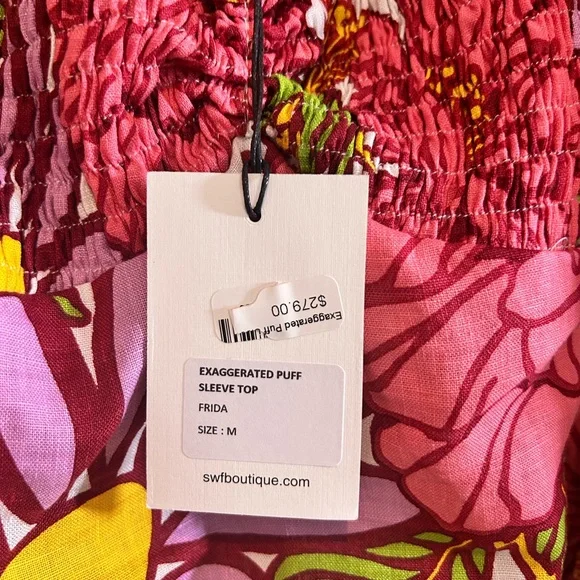 $279.00
Exaggerated Puff
EXAGGERATED PUFF
SLEEVE TOP
FRIDA
SIZE : M
swfboutique.com